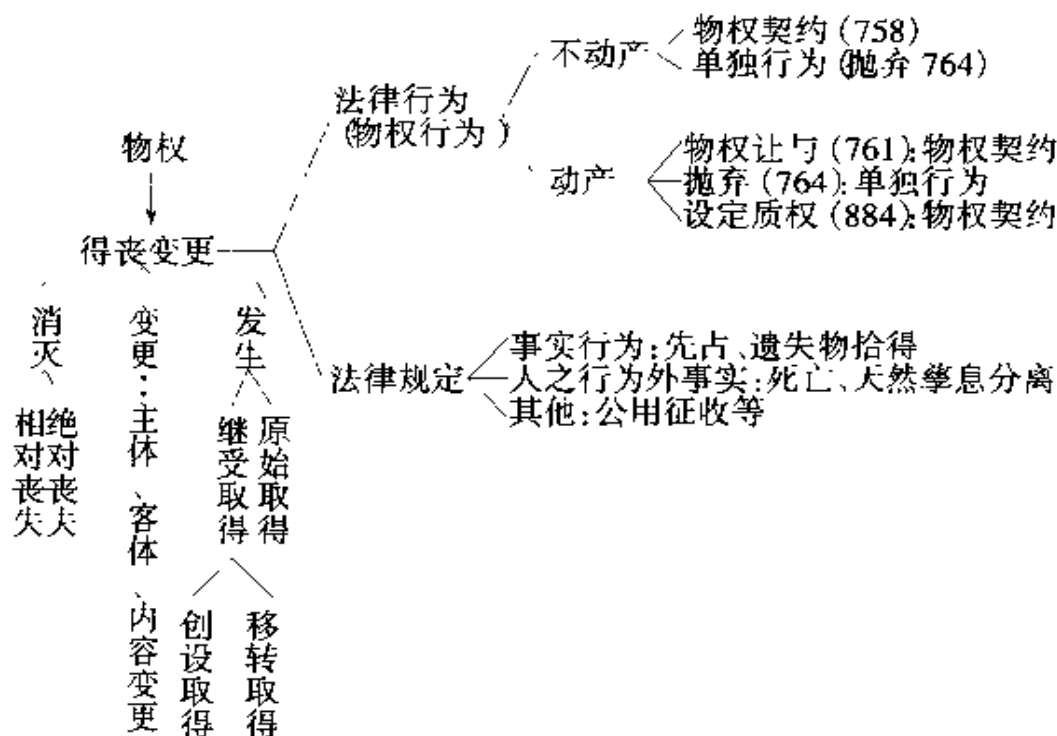 物权
得丧变更
法律行为
(物权行为)
不动产
物权契约(758)
单独行为(抛弃764)
动产
物权让与(761):物权契约
抛弃(764):单独行为
设定质权(884):物权契约
法律规定
事实行为:先占、遗失物拾得
人之行为外事实:死亡、天然孳息分离
其他:公用征收等
消灭
相对丧失
绝对丧失
变更:主体、客体、内容变更
发生
继受取得
原始取得
创设取得
移转取得